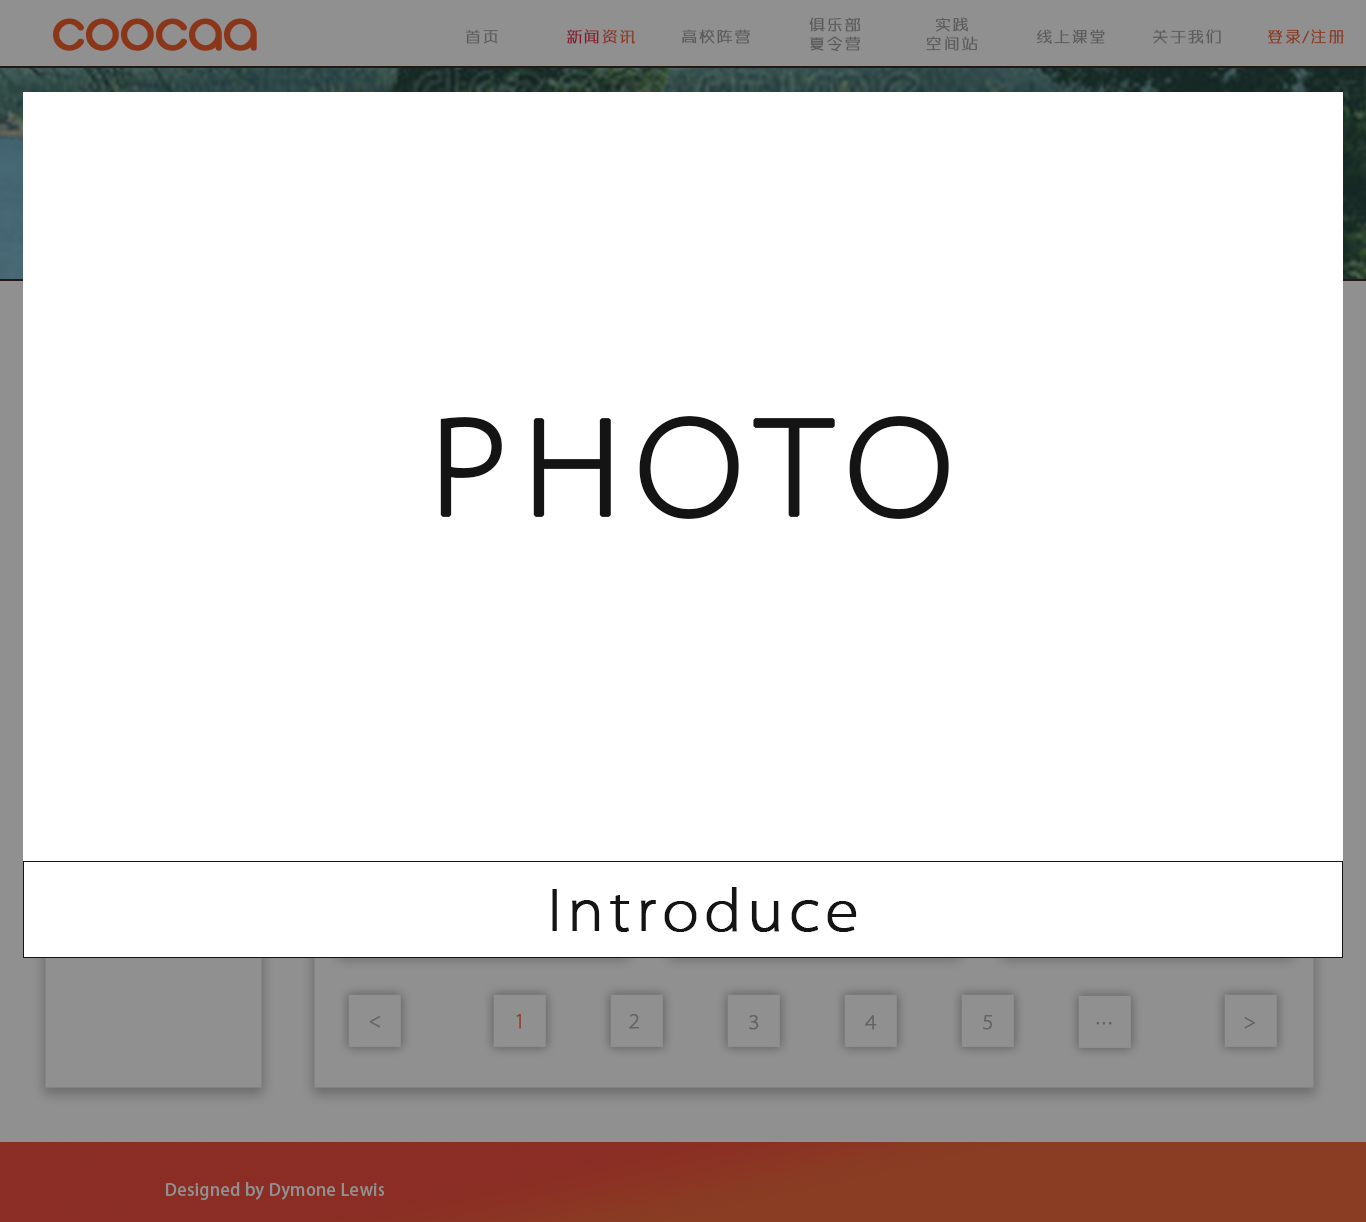 coocaa
首页
新闻资讯
高校阵营
俱乐部
夏令营
实践
空间站
线上课堂
关于我们
登录/注册
PHOTO
Introduce
< 1 2 3 4 5 ··· >
Designed by Dymone Lewis